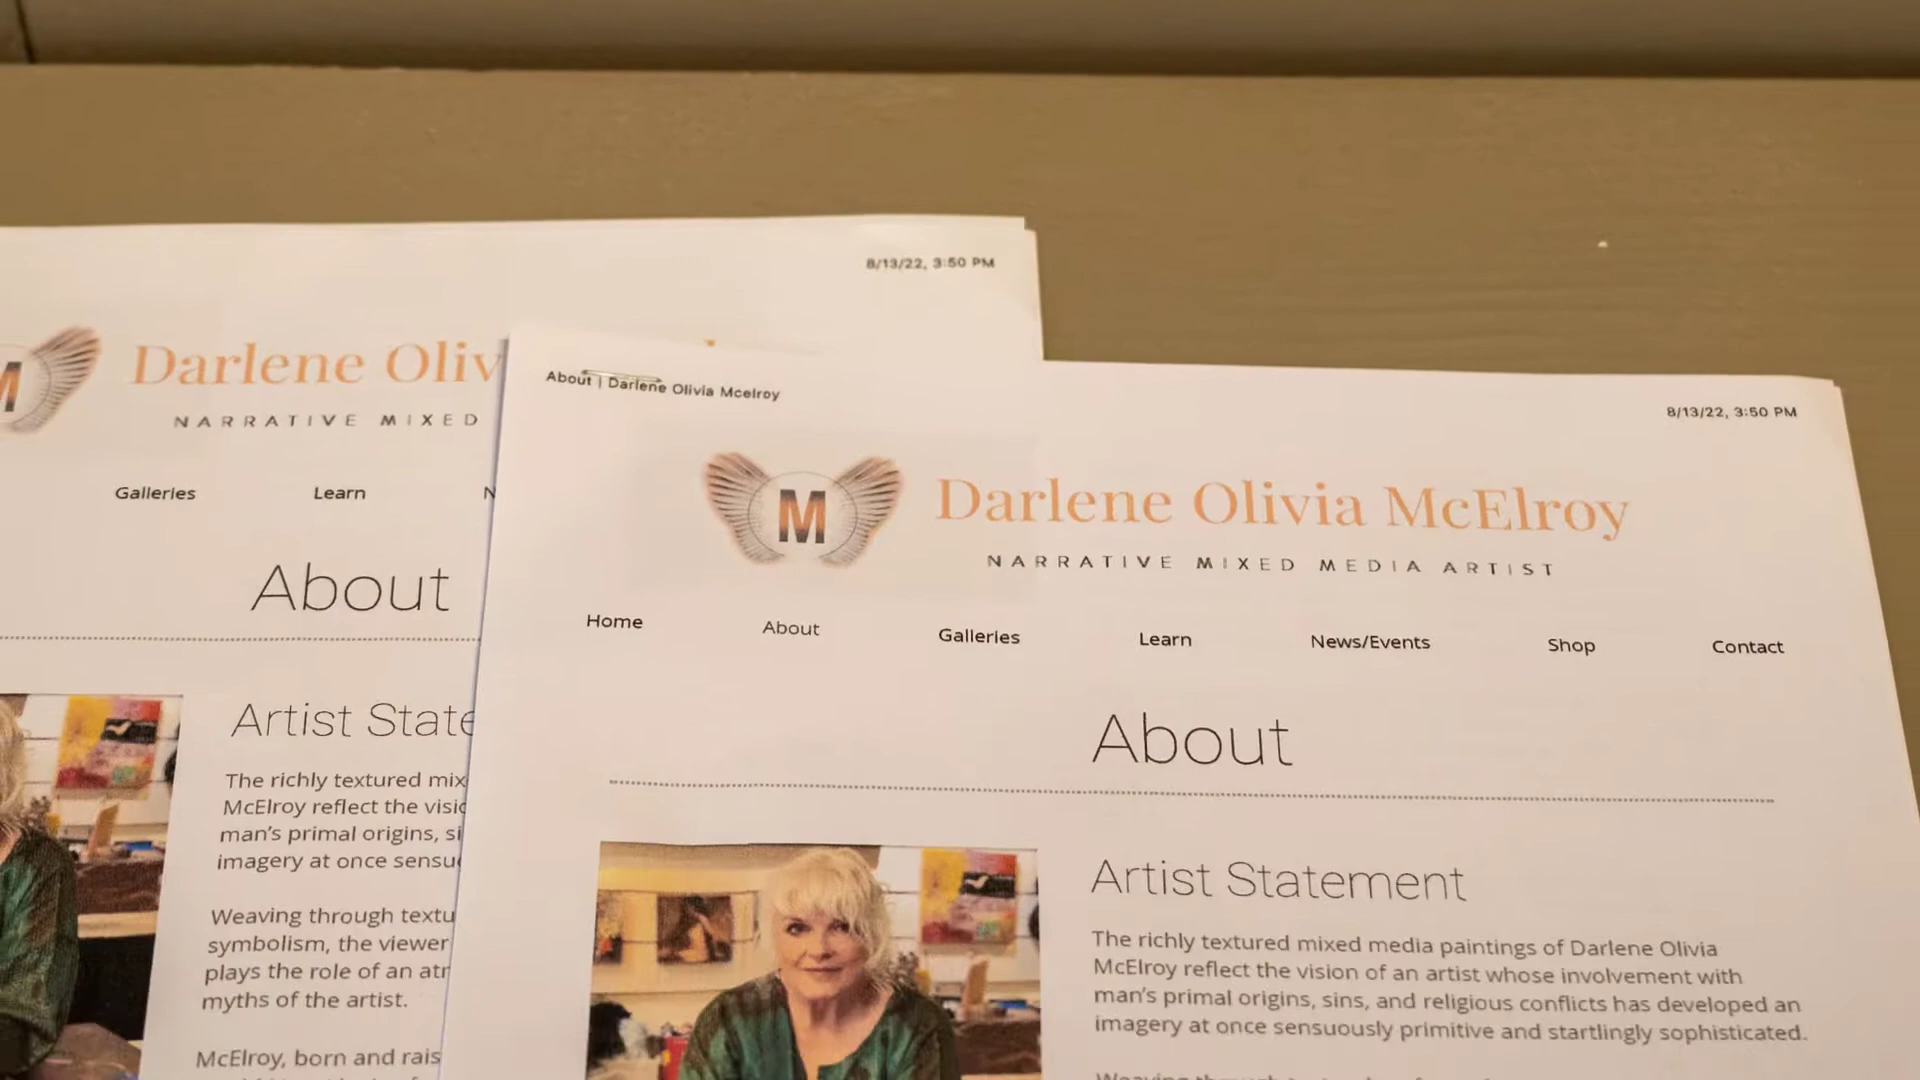 8/13/22, 3:50 PM
M
Darlene Oliv
NARRATIVE MIXED
Galleries
Learn
N
About
Artist State
The richly textured mix
McElroy reflect the visic
man's primal origins, si
imagery at once sensu
Weaving through textu
symbolism, the viewer
plays the role of an atr
myths of the artist.
McElroy, born and rais
About | Darlene Olivia Mcelroy
8/13/22, 3:50 PM
M
Darlene Olivia McElroy
NARRATIVE MIXED MEDIA ARTIST
Home
About
Galleries
Learn
News/Events
Shop
Contact
About
Artist Statement
The richly textured mixed media paintings of Darlene Olivia
McElroy reflect the vision of an artist whose involvement with
man's primal origins, sins, and religious conflicts has developed an
imagery at once sensuously primitive and startlingly sophisticated.